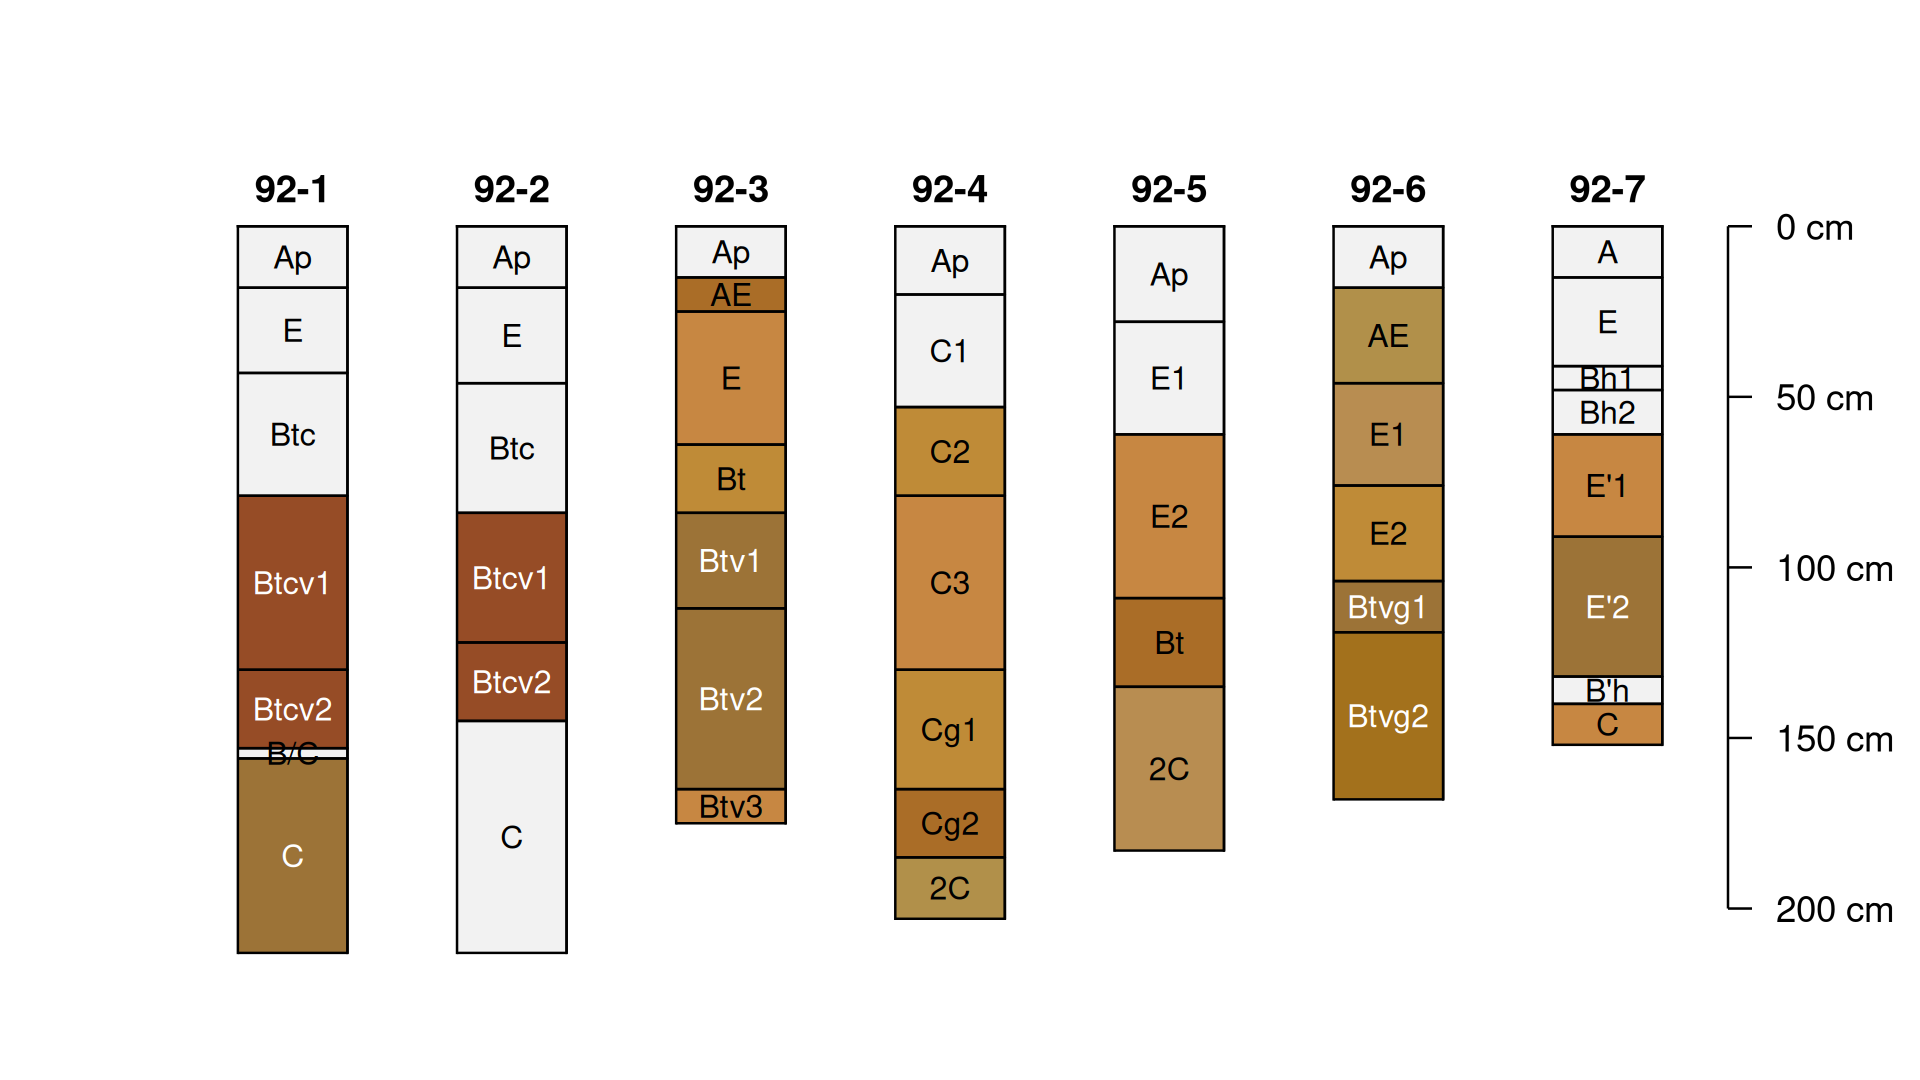 92-1 92-2 92-3 92-4 92-5 92-6 92-7
Ap
E
Btc
Btcv1
Btcv2
B/C
C
Ap
E
Btc
Btcv1
Btcv2
C
Ap
AE
E
Bt
Btv1
Btv2
Btv3
Ap
C1
C2
C3
Cg1
Cg2
2C
Ap
E1
E2
Bt
2C
Ap
AE
E1
E2
Btvg1
Btvg2
A
E
Bh1
Bh2
E'1
E'2
B'h
C
0 cm
50 cm
100 cm
150 cm
200 cm